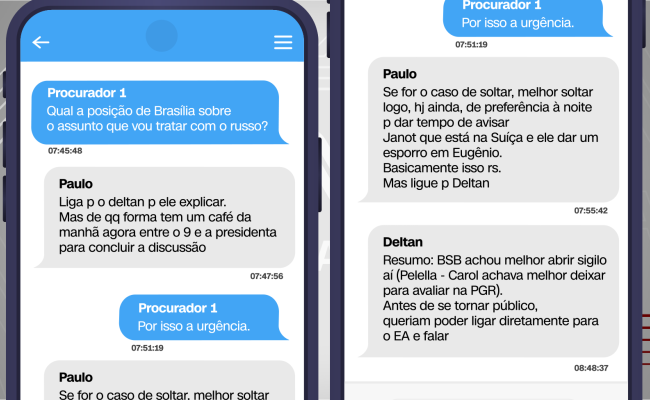 Procurador 1
Qual a posição de Brasília sobre
o assunto que vou tratar com o russo?
07:45:48
Paulo
Liga p o deltan p ele explicar.
Mas de qq forma tem um café da
manhã agora entre o 9 e a presidenta
para concluir a discussão
07:47:56
Procurador 1
Por isso a urgência.
07:51:19
Paulo
Se for o caso de soltar, melhor soltar
Procurador 1
Por isso a urgência.
07:51:19
Paulo
Se for o caso de soltar, melhor soltar
logo, hj ainda, de preferência à noite
p dar tempo de avisar
Janot que está na Suíça e ele dar um
esporro em Eugênio.
Basicamente isso rs.
Mas ligue p Deltan
07:55:42
Deltan
Resumo: BSB achou melhor abrir sigilo
aí (Pelella - Carol achava melhor deixar
para avaliar na PGR).
Antes de se tornar público,
queriam poder ligar diretamente para
o EA e falar
08:48:37